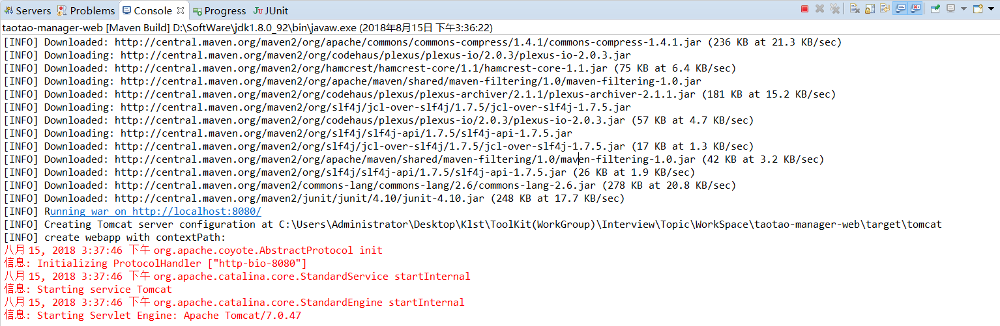 Servers Problems Console Progress JUnit
taotao-manager-web [Maven Build] D:\SoftWare\jdk1.8.0_92\bin\javaw.exe (2018年8月15日 下午3:36:22)
[INFO] Downloaded: http://central.maven.org/maven2/org/apache/commons/commons-compress/1.4.1/commons-compress-1.4.1.jar (236 KB at 21.3 KB/sec)
[INFO] Downloading: http://central.maven.org/maven2/org/codehaus/plexus/plexus-io/2.0.3/plexus-io-2.0.3.jar
[INFO] Downloaded: http://central.maven.org/maven2/org/hamcrest/hamcrest-core/1.1/hamcrest-core-1.1.jar (75 KB at 6.4 KB/sec)
[INFO] Downloading: http://central.maven.org/maven2/org/apache/maven/shared/maven-filtering/1.0/maven-filtering-1.0.jar
[INFO] Downloaded: http://central.maven.org/maven2/org/codehaus/plexus/plexus-archiver/2.1.1/plexus-archiver-2.1.1.jar (181 KB at 15.2 KB/sec)
[INFO] Downloading: http://central.maven.org/maven2/org/slf4j/jcl-over-slf4j/1.7.5/jcl-over-slf4j-1.7.5.jar
[INFO] Downloaded: http://central.maven.org/maven2/org/codehaus/plexus/plexus-io/2.0.3/plexus-io-2.0.3.jar (57 KB at 4.7 KB/sec)
[INFO] Downloading: http://central.maven.org/maven2/org/slf4j/slf4j-api/1.7.5/slf4j-api-1.7.5.jar
[INFO] Downloaded: http://central.maven.org/maven2/org/slf4j/jcl-over-slf4j/1.7.5/jcl-over-slf4j-1.7.5.jar (17 KB at 1.3 KB/sec)
[INFO] Downloaded: http://central.maven.org/maven2/org/apache/maven/shared/maven-filtering/1.0/maven-filtering-1.0.jar (42 KB at 3.2 KB/sec)
[INFO] Downloaded: http://central.maven.org/maven2/org/slf4j/slf4j-api/1.7.5/slf4j-api-1.7.5.jar (26 KB at 1.9 KB/sec)
[INFO] Downloaded: http://central.maven.org/maven2/commons-lang/commons-lang/2.6/commons-lang-2.6.jar (278 KB at 20.8 KB/sec)
[INFO] Downloaded: http://central.maven.org/maven2/junit/junit/4.10/junit-4.10.jar (248 KB at 17.7 KB/sec)
[INFO] Running war on http://localhost:8080/
[INFO] Creating Tomcat server configuration at C:\Users\Administrator\Desktop\Klst\ToolKit(WorkGroup)\Interview\Topic\WorkSpace\taotao-manager-web\target\tomcat
[INFO] create webapp with contextPath:
八月 15, 2018 3:37:46 下午 org.apache.coyote.AbstractProtocol init
信息: Initializing ProtocolHandler ["http-bio-8080"]
八月 15, 2018 3:37:46 下午 org.apache.catalina.core.StandardService startInternal
信息: Starting service Tomcat
八月 15, 2018 3:37:46 下午 org.apache.catalina.core.StandardEngine startInternal
信息: Starting Servlet Engine: Apache Tomcat/7.0.47